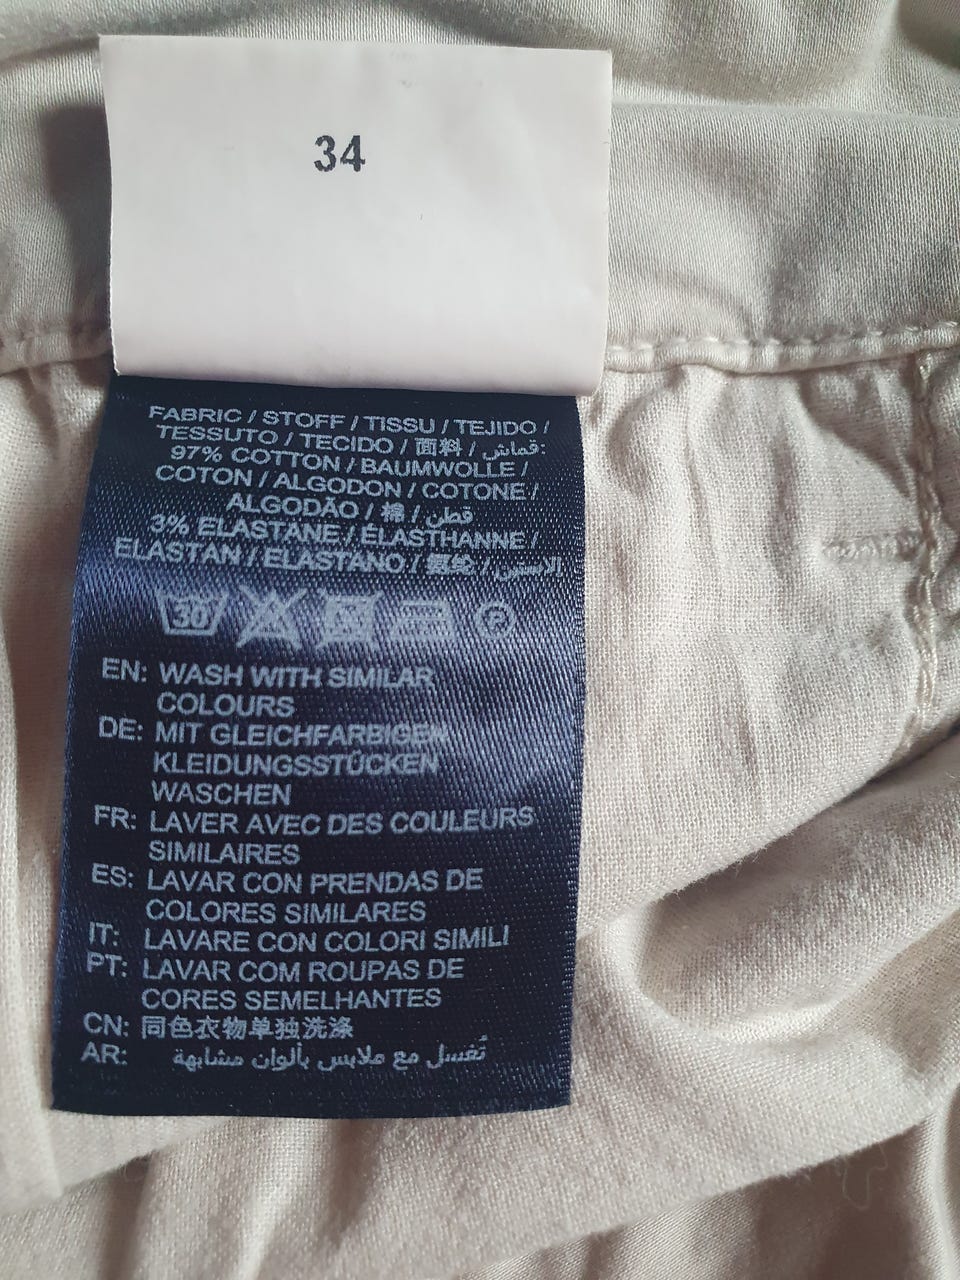 34
FABRIC / STOFF / TISSU / TEJIDO /
TESSUTO / TECIDO / 面料 / قماش:
97% COTTON / BAUMWOLLE /
COTON / ALGODON / COTONE /
ALGODÃO / 棉 / قطن
3% ELASTANE / ÉLASTHANNE /
ELASTAN / ELASTANO / 氨纶 /
30
P
EN: WASH WITH SIMILAR
COLOURS
DE: MIT GLEICHFARBIGEN
KLEIDUNGSSTÜCKEN
WASCHEN
FR: LAVER AVEC DES COULEURS
SIMILAIRES
ES: LAVAR CON PRENDAS DE
COLORES SIMILARES
IT: LAVARE CON COLORI SIMILI
PT: LAVAR COM ROUPAS DE
CORES SEMELHANTES
CN: 同色衣物单独洗涤
AR: تُغسل مع ملابس بألوان مشابهة